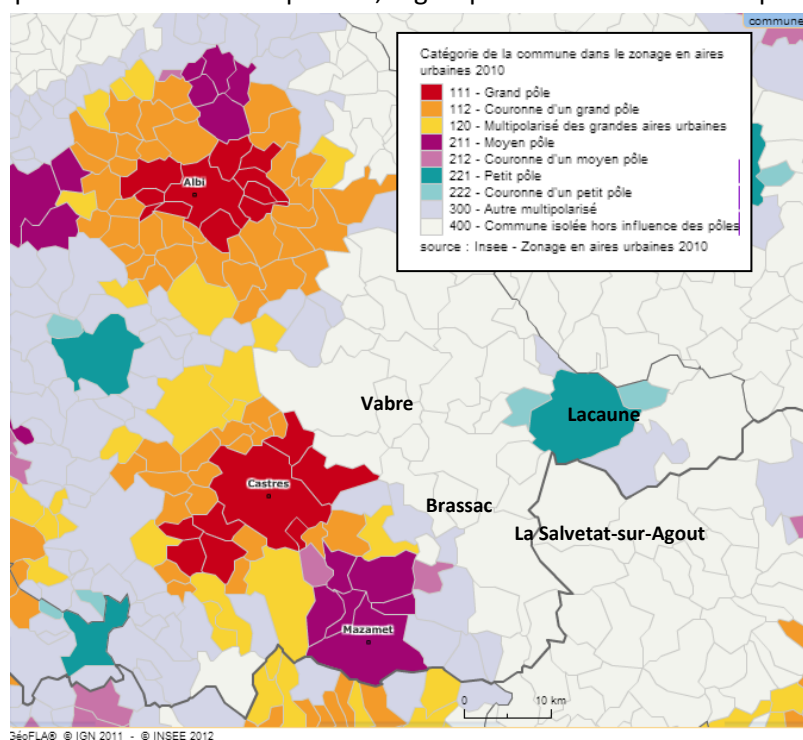 commune
Catégorie de la commune dans le zonage en aires
urbaines 2010
111 - Grand pôle
112 - Couronne d'un grand pôle
120 - Multipolarisé des grandes aires urbaines
211 - Moyen pôle
212 - Couronne d'un moyen pôle
221 - Petit pôle
222 - Couronne d'un petit pôle
300 - Autre multipolarisé
400 - Commune isolée hors influence des pôles
source : Insee - Zonage en aires urbaines 2010
Albi
Vabre
Lacaune
Castres
Brassac
La Salvetat-sur-Agout
Mazamet
0 10 km
GéoFLA® © IGN 2011 - © INSEE 2012